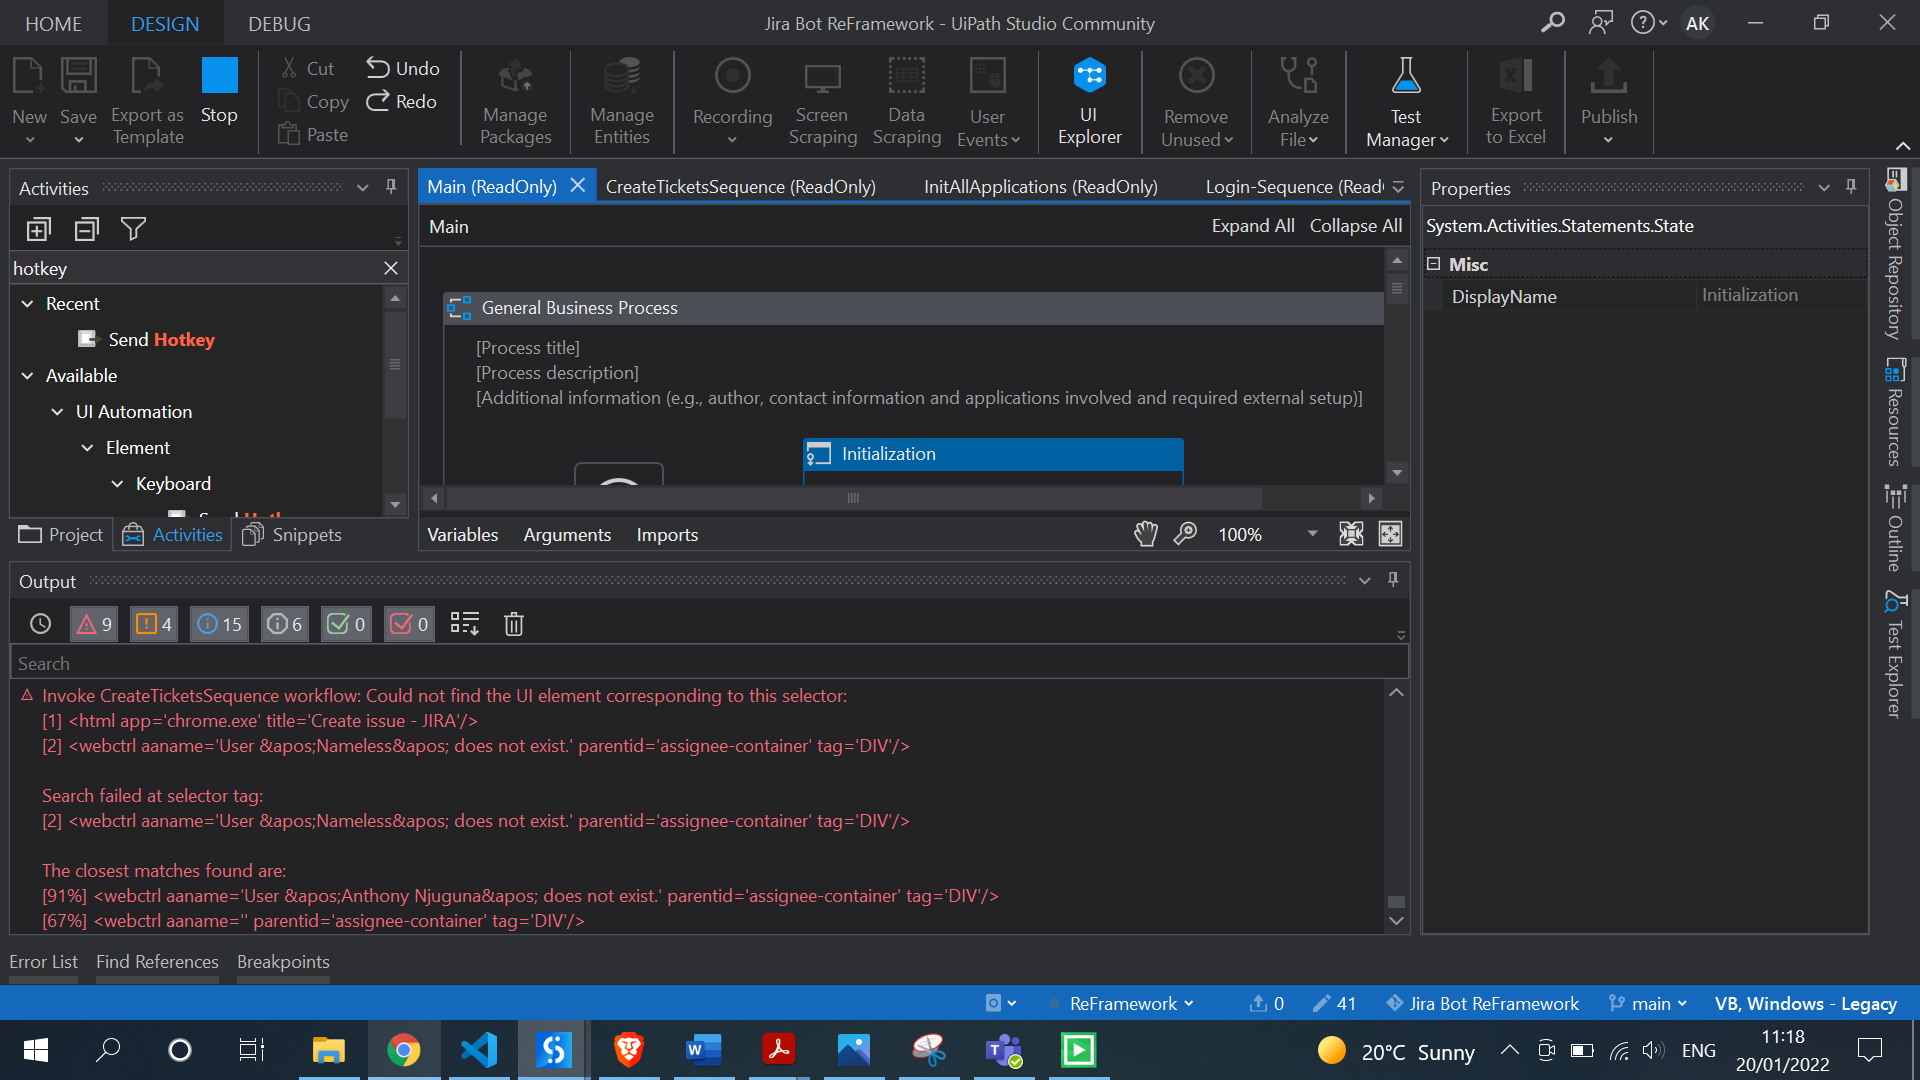 HOME DESIGN DEBUG
Jira Bot ReFramework - UiPath Studio Community
AK
New
Save
Export as Template
Stop
Cut
Copy
Paste
Undo
Redo
Manage Packages
Manage Entities
Recording
Screen Scraping
Data Scraping
User Events
UI Explorer
Remove Unused
Analyze File
Test Manager
Export to Excel
Publish
Activities
hotkey
Recent
Send Hotkey
Available
UI Automation
Element
Keyboard
Project Activities Snippets
Main (ReadOnly) CreateTicketsSequence (ReadOnly) InitAllApplications (ReadOnly) Login-Sequence (Read
Main Expand All Collapse All
General Business Process
[Process title]
[Process description]
[Additional information (e.g., author, contact information and applications involved and required external setup)]
Initialization
Variables Arguments Imports 100%
Properties
System.Activities.Statements.State
Misc
DisplayName Initialization
Object Repository
Resources
Outline
Test Explorer
Output
9 4 15 6 0 0
Search
Invoke CreateTicketsSequence workflow: Could not find the UI element corresponding to this selector:
[1] <html app='chrome.exe' title='Create issue - JIRA'/>
[2] <webctrl aaname='User &apos;Nameless&apos; does not exist.' parentid='assignee-container' tag='DIV'/>
Search failed at selector tag:
[2] <webctrl aaname='User &apos;Nameless&apos; does not exist.' parentid='assignee-container' tag='DIV'/>
The closest matches found are:
[91%] <webctrl aaname='User &apos;Anthony Njuguna&apos; does not exist.' parentid='assignee-container' tag='DIV'/>
[67%] <webctrl aaname='' parentid='assignee-container' tag='DIV'/>
Error List Find References Breakpoints
ReFramework 0 41 Jira Bot ReFramework main VB, Windows - Legacy
20°C Sunny ENG
11:18
20/01/2022